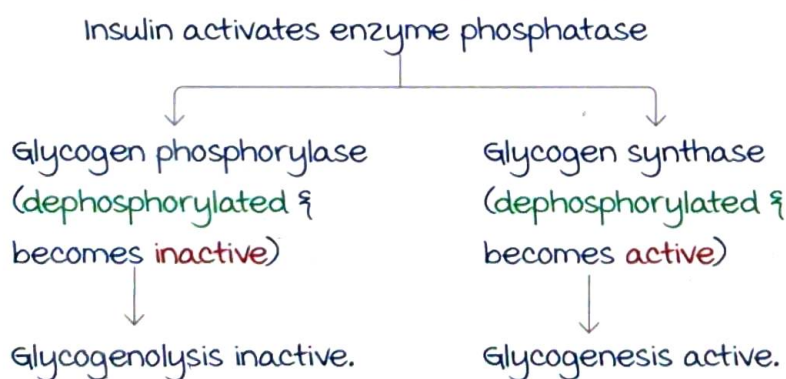 Insulin activates enzyme phosphatase
Glycogen phosphorylase
(dephosphorylated &
becomes inactive)
Glycogenolysis inactive.
Glycogen synthase
(dephosphorylated &
becomes active)
Glycogenesis active.